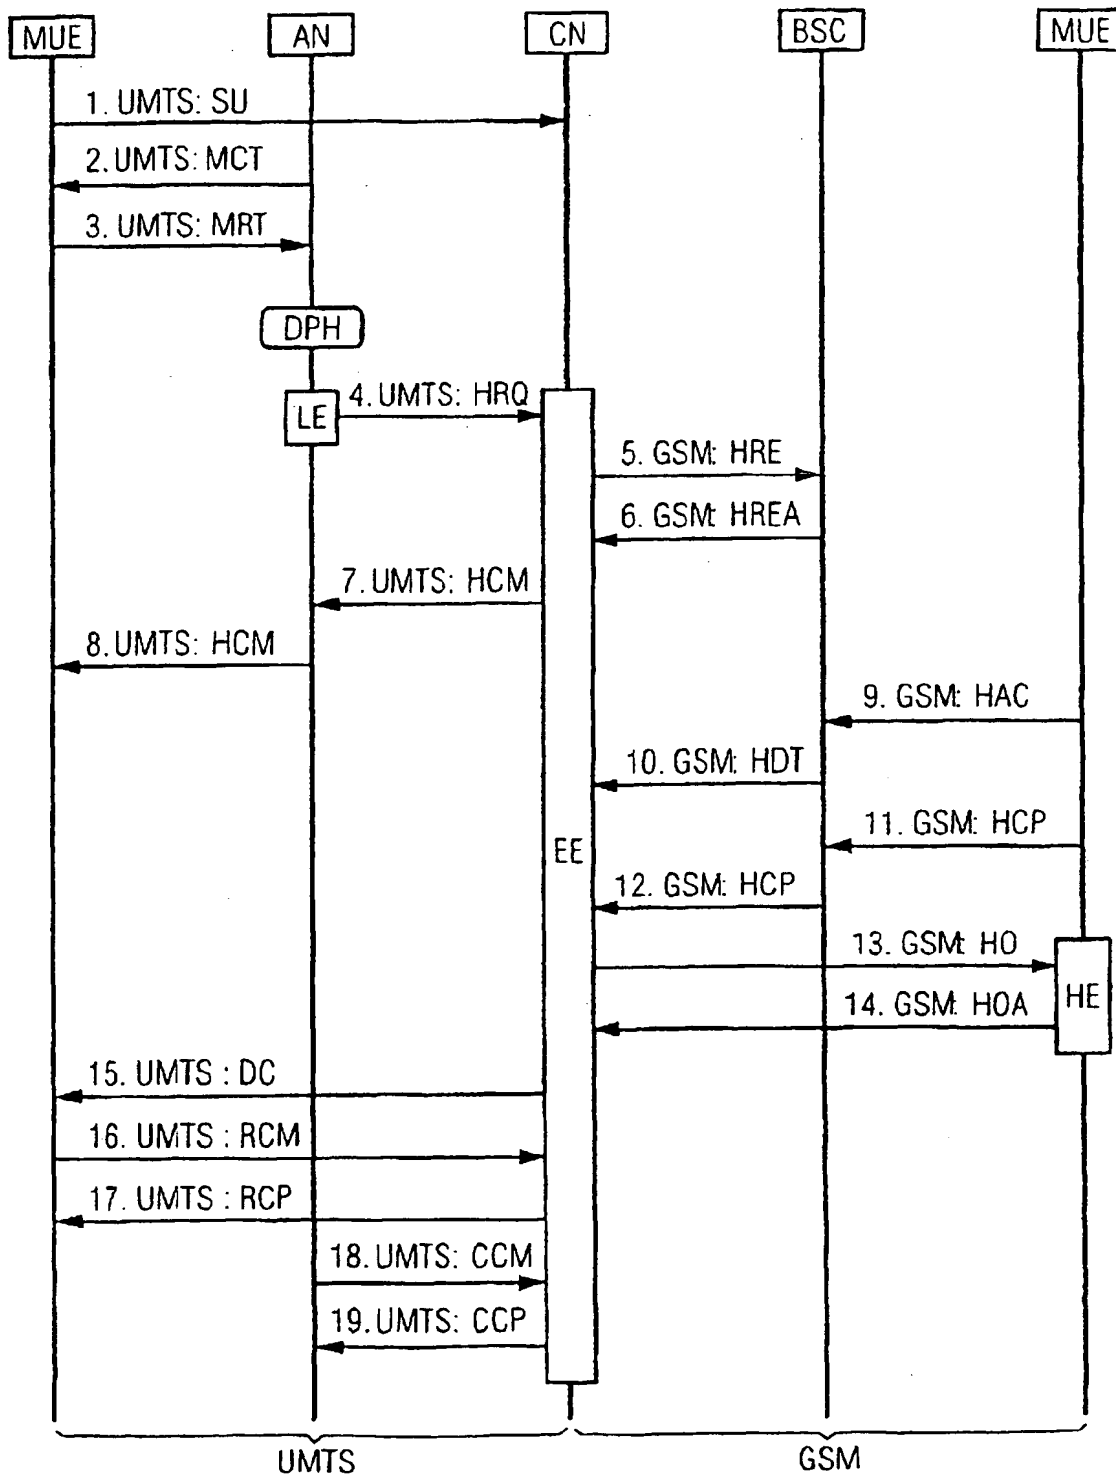 MUE AN CN BSC MUE
1. UMTS: SU
2. UMTS: MCT
3. UMTS: MRT
DPH
LE
4. UMTS: HRQ
5. GSM: HRE
6. GSM: HREA
7. UMTS: HCM
8. UMTS: HCM
9. GSM: HAC
10. GSM: HDT
11. GSM: HCP
EE
12. GSM: HCP
13. GSM: HO
HE
14. GSM: HOA
15. UMTS : DC
16. UMTS : RCM
17. UMTS : RCP
18. UMTS: CCM
19. UMTS: CCP
UMTS GSM